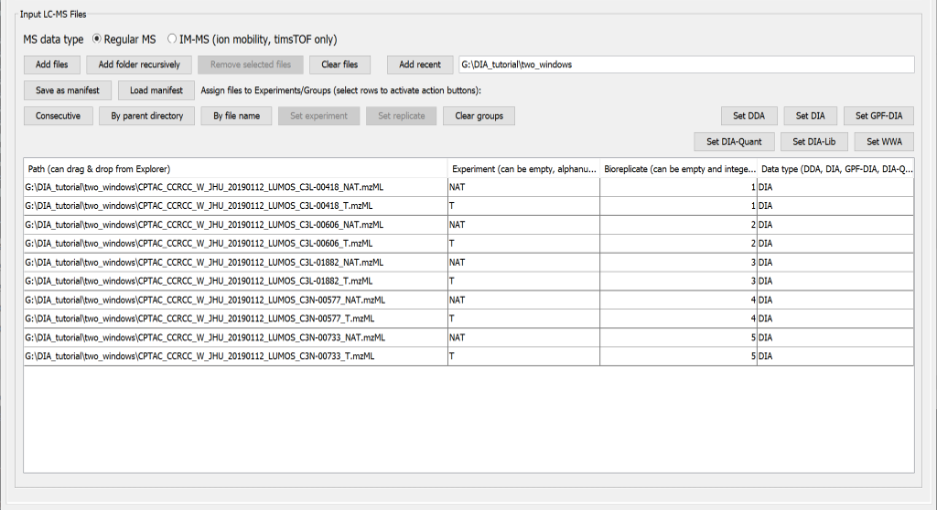 Input LC-MS Files
MS data type Regular MS IM-MS (ion mobility, timsTOF only)
Add files Add folder recursively Remove selected files Clear files Add recent G:\DIA_tutorial\two_windows
Save as manifest Load manifest Assign files to Experiments/Groups (select rows to activate action buttons):
Consecutive By parent directory By file name Set experiment Set replicate Clear groups Set DDA Set DIA Set GPF-DIA
Set DIA-Quant Set DIA-Lib Set WWA
Path (can drag & drop from Explorer) Experiment (can be empty, alphanu... Bioreplicate (can be empty and intege... Data type (DDA, DIA, GPF-DIA, DIA-Q...
G:\DIA_tutorial\two_windows\CPTAC_CCRCC_W_JHU_20190112_LUMOS_C3L-00418_NAT.mzML NAT 1 DIA
G:\DIA_tutorial\two_windows\CPTAC_CCRCC_W_JHU_20190112_LUMOS_C3L-00418_T.mzML T 1 DIA
G:\DIA_tutorial\two_windows\CPTAC_CCRCC_W_JHU_20190112_LUMOS_C3L-00606_NAT.mzML NAT 2 DIA
G:\DIA_tutorial\two_windows\CPTAC_CCRCC_W_JHU_20190112_LUMOS_C3L-00606_T.mzML T 2 DIA
G:\DIA_tutorial\two_windows\CPTAC_CCRCC_W_JHU_20190112_LUMOS_C3L-01882_NAT.mzML NAT 3 DIA
G:\DIA_tutorial\two_windows\CPTAC_CCRCC_W_JHU_20190112_LUMOS_C3L-01882_T.mzML T 3 DIA
G:\DIA_tutorial\two_windows\CPTAC_CCRCC_W_JHU_20190112_LUMOS_C3N-00577_NAT.mzML NAT 4 DIA
G:\DIA_tutorial\two_windows\CPTAC_CCRCC_W_JHU_20190112_LUMOS_C3N-00577_T.mzML T 4 DIA
G:\DIA_tutorial\two_windows\CPTAC_CCRCC_W_JHU_20190112_LUMOS_C3N-00733_NAT.mzML NAT 5 DIA
G:\DIA_tutorial\two_windows\CPTAC_CCRCC_W_JHU_20190112_LUMOS_C3N-00733_T.mzML T 5 DIA